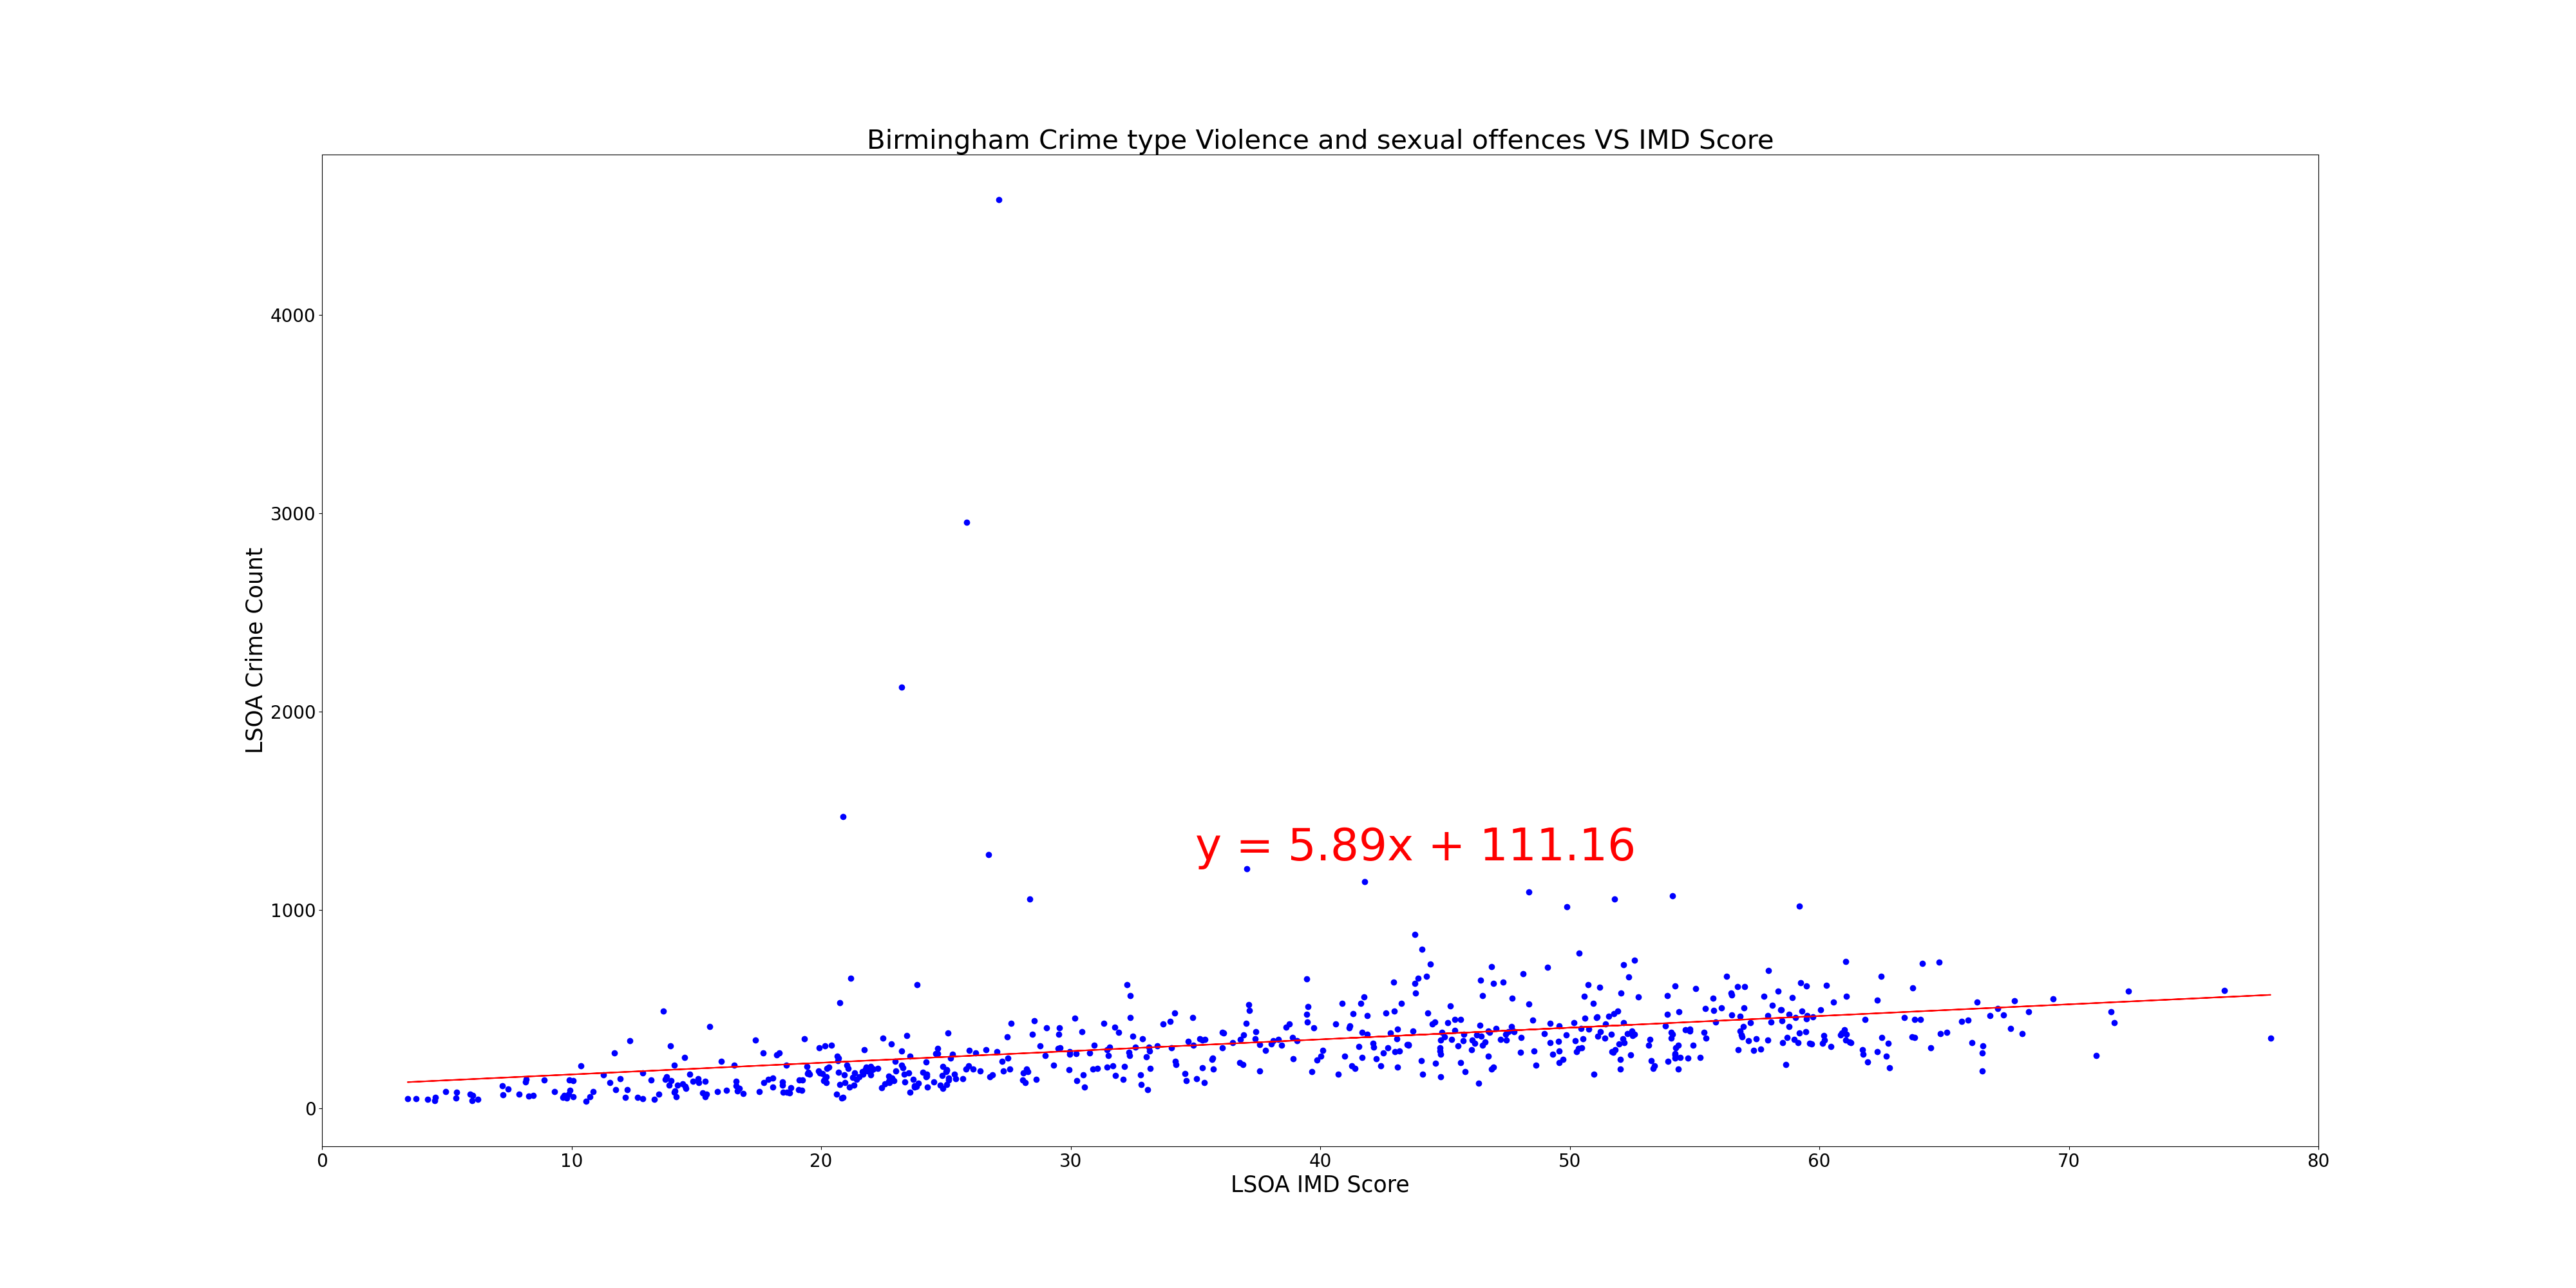 Birmingham Crime type Violence and sexual offences VS IMD Score
4000
3000
2000
1000
0
LSOA Crime Count
y = 5.89x + 111.16
0 10 20 30 40 50 60 70 80
LSOA IMD Score